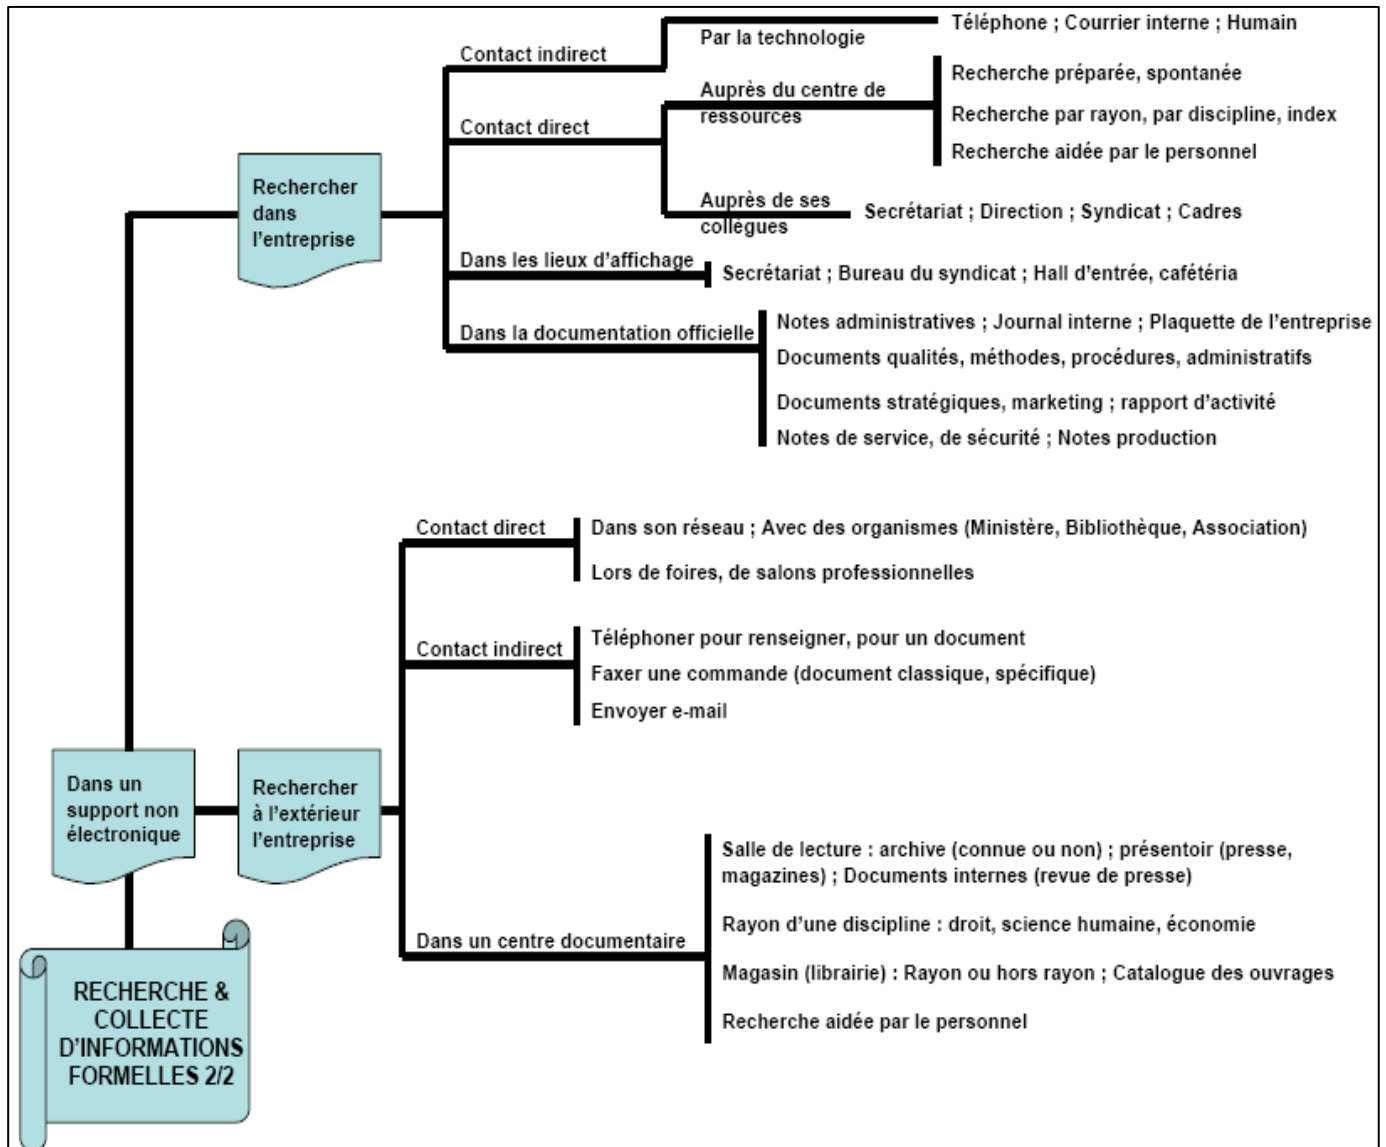 Téléphone ; Courrier interne ; Humain
Par la technologie
Contact indirect
Recherche préparée, spontanée
Auprès du centre de
ressources
Recherche par rayon, par discipline, index
Contact direct
Recherche aidée par le personnel
Rechercher
dans
l'entreprise
Auprès de ses
collègues
Secrétariat ; Direction ; Syndicat ; Cadres
Dans les lieux d'affichage
Secrétariat ; Bureau du syndicat ; Hall d'entrée, cafétéria
Dans la documentation officielle
Notes administratives ; Journal interne ; Plaquette de l'entreprise
Documents qualités, méthodes, procédures, administratifs
Documents stratégiques, marketing ; rapport d'activité
Notes de service, de sécurité ; Notes production
Contact direct
Dans son réseau ; Avec des organismes (Ministère, Bibliothèque, Association)
Lors de foires, de salons professionnelles
Contact indirect
Téléphoner pour renseigner, pour un document
Faxer une commande (document classique, spécifique)
Envoyer e-mail
Dans un
support non
électronique
Rechercher
à l'extérieur
l'entreprise
Salle de lecture : archive (connue ou non) ; présentoir (presse,
magazines) ; Documents internes (revue de presse)
Rayon d'une discipline : droit, science humaine, économie
Dans un centre documentaire
Magasin (librairie) : Rayon ou hors rayon ; Catalogue des ouvrages
Recherche aidée par le personnel
RECHERCHE &
COLLECTE
D'INFORMATIONS
FORMELLES 2/2